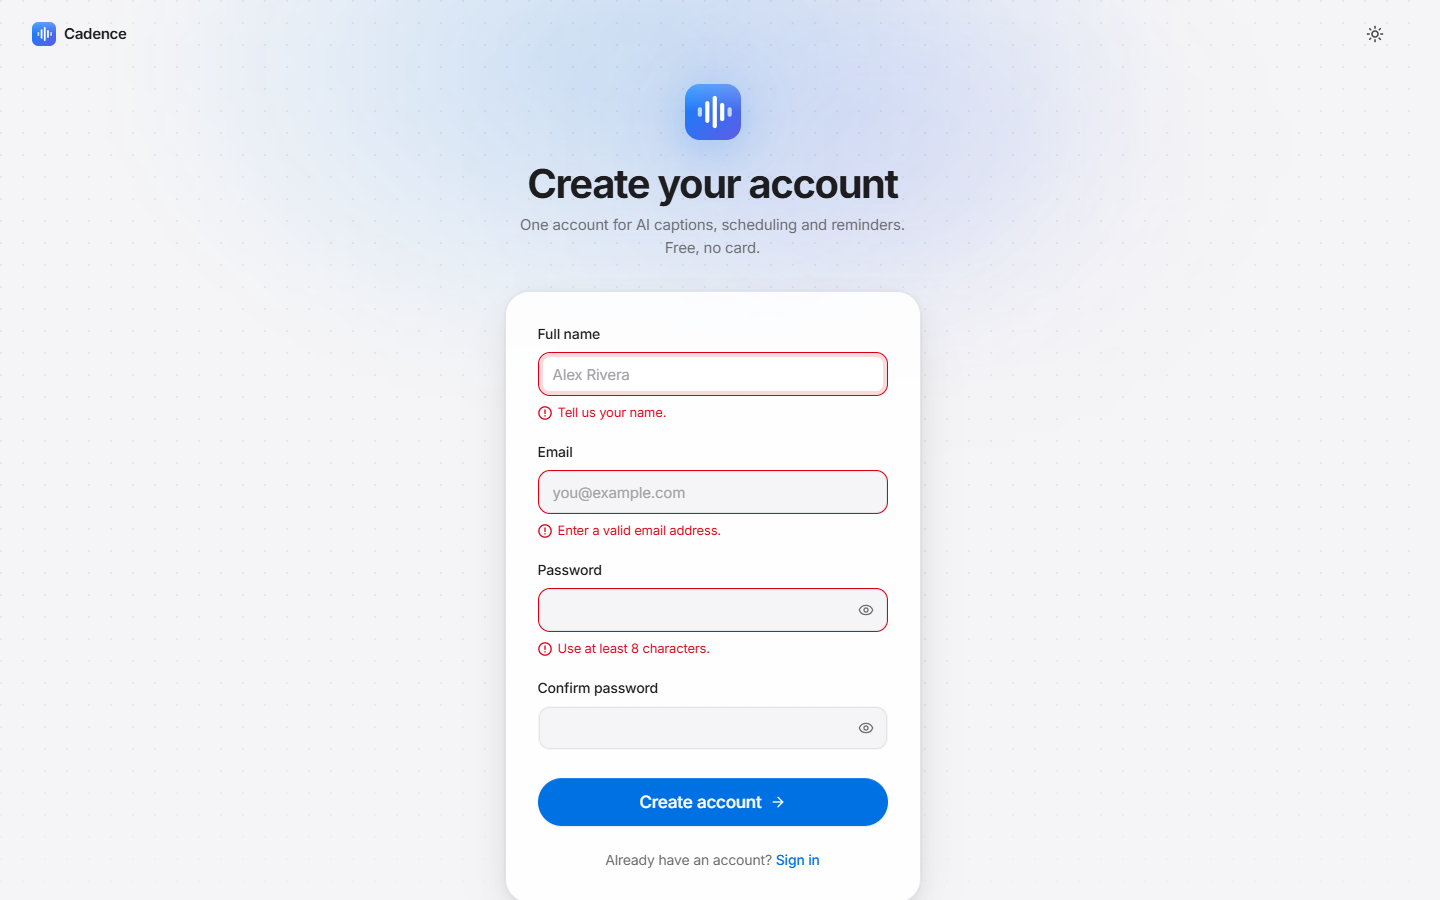 Cadence
Create your account
One account for AI captions, scheduling and reminders.
Free, no card.
Full name
Alex Rivera
Tell us your name.
Email
you@example.com
Enter a valid email address.
Password
Use at least 8 characters.
Confirm password
Create account
Already have an account? Sign in